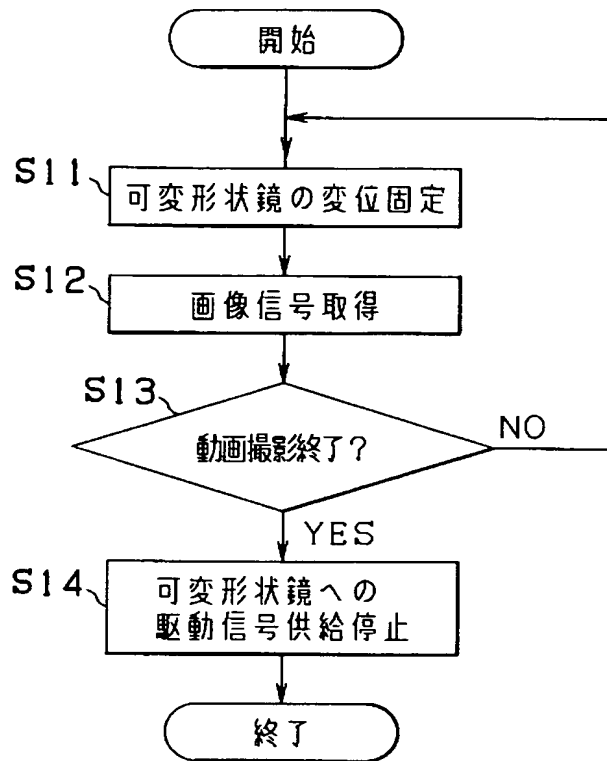 開始
S11
可変形状鏡の変位固定
S12
画像信号取得
S13
動画撮影終了?
NO
YES
S14
可変形状鏡への
駆動信号供給停止
終了